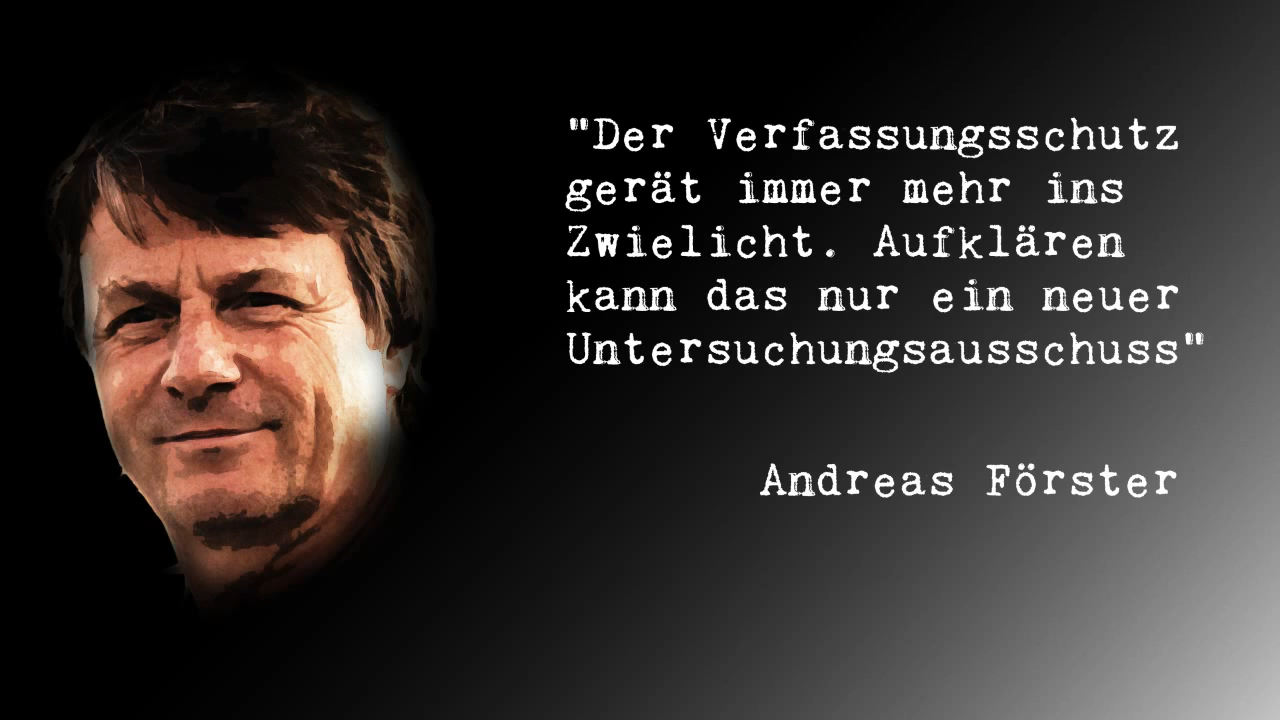 "Der Verfassungsschutz
gerät immer mehr ins
Zwielicht. Aufklären
kann das nur ein neuer
Untersuchungsausschuss"
Andreas Förster